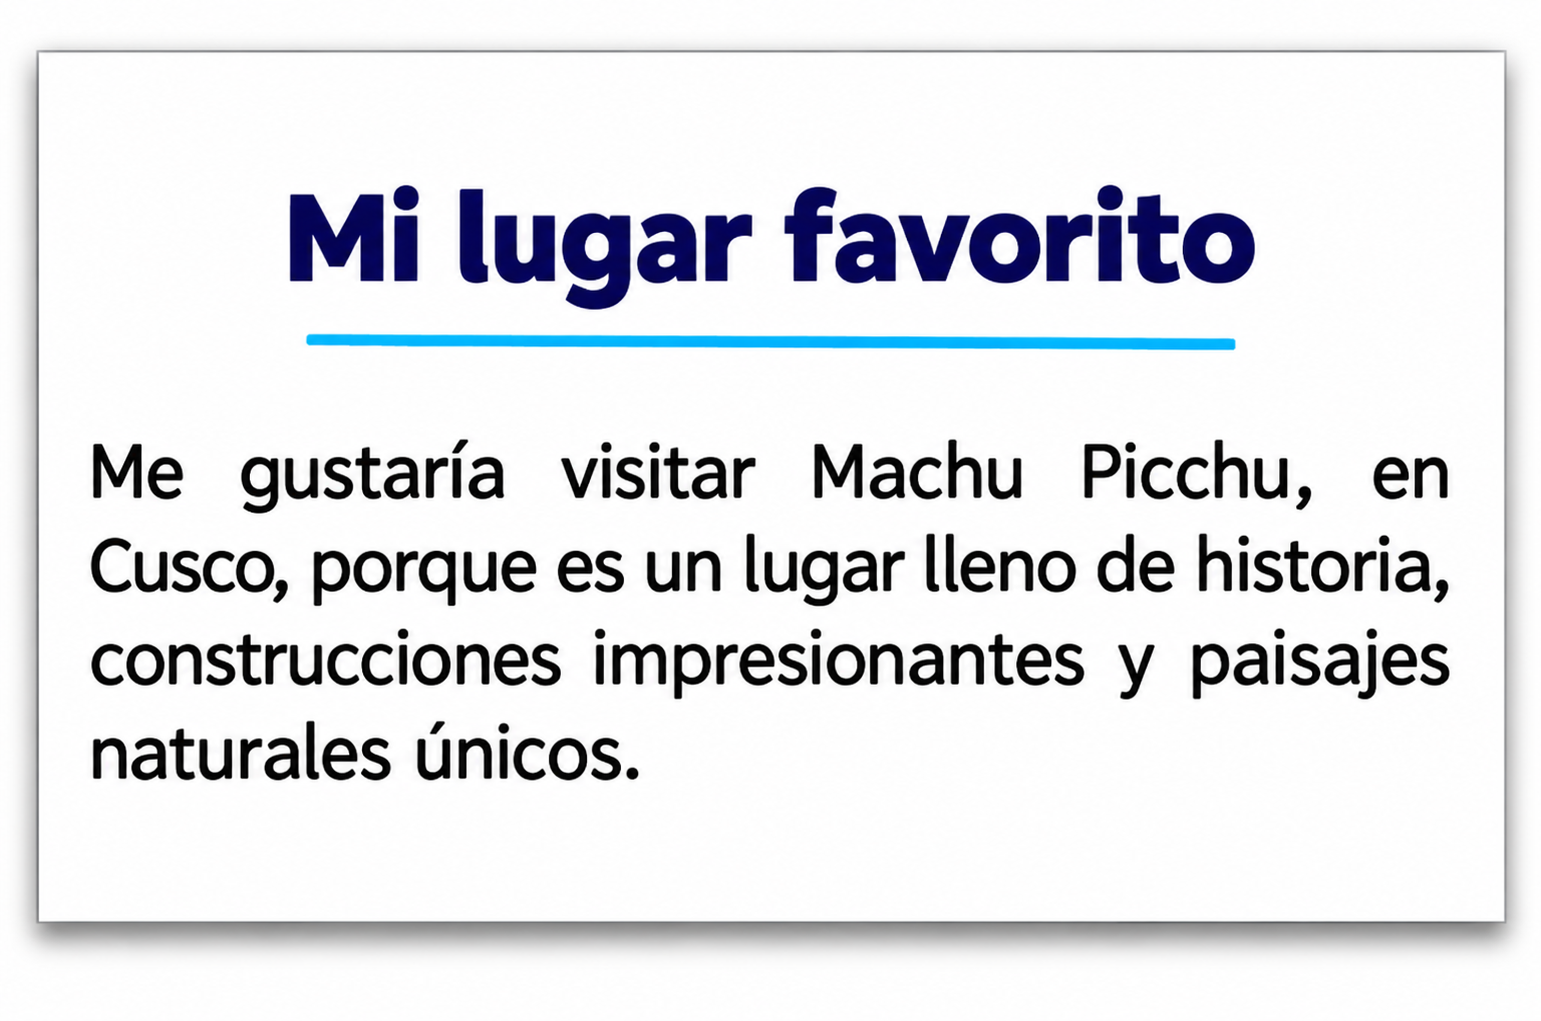 Mi lugar favorito
Me gustaría visitar Machu Picchu, en
Cusco, porque es un lugar lleno de historia,
construcciones impresionantes y paisajes
naturales únicos.